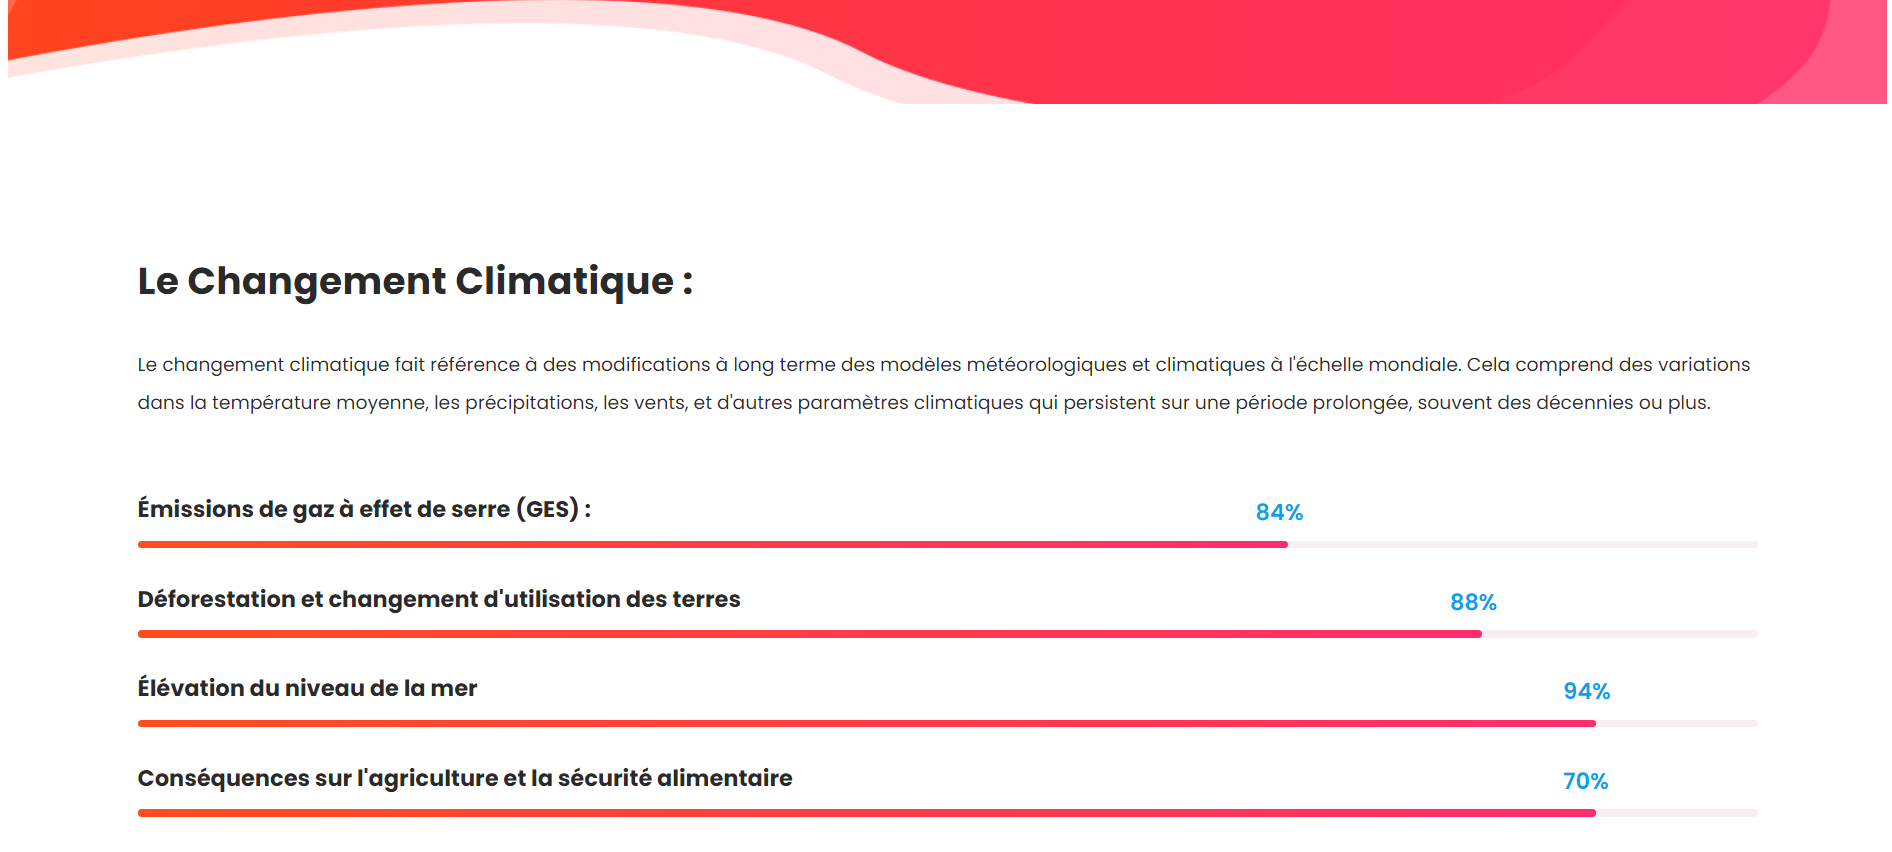 Le Changement Climatique :
Le changement climatique fait référence à des modifications à long terme des modèles météorologiques et climatiques à l'échelle mondiale. Cela comprend des variations
dans la température moyenne, les précipitations, les vents, et d'autres paramètres climatiques qui persistent sur une période prolongée, souvent des décennies ou plus.
Émissions de gaz à effet de serre (GES) :
84%
Déforestation et changement d'utilisation des terres
88%
Élévation du niveau de la mer
94%
Conséquences sur l'agriculture et la sécurité alimentaire
70%